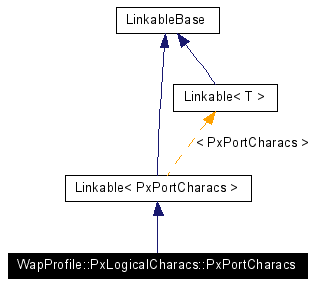 LinkableBase
Linkable< T >
< PxPortCharacs >
Linkable< PxPortCharacs >
WapProfile::PxLogicalCharacs::PxPortCharacs